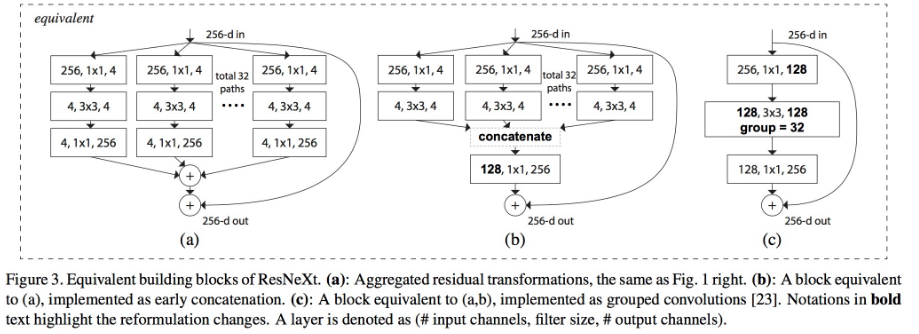 equivalent
256-d in
256, 1x1, 4
256, 1x1, 4
total 32
paths
256, 1x1, 4
4, 3x3, 4
4, 3x3, 4
....
4, 3x3, 4
4, 1x1, 256
4, 1x1, 256
4, 1x1, 256
+
+
256-d out
(a)
256-d in
256, 1x1, 4
256, 1x1, 4
total 32
paths
256, 1x1, 4
4, 3x3, 4
4, 3x3, 4
....
4, 3x3, 4
concatenate
128, 1x1, 256
+
256-d out
(b)
256-d in
256, 1x1, 128
128, 3x3, 128
group = 32
128, 1x1, 256
+
256-d out
(c)
Figure 3. Equivalent building blocks of ResNeXt. (a): Aggregated residual transformations, the same as Fig. 1 right. (b): A block equivalent
to (a), implemented as early concatenation. (c): A block equivalent to (a,b), implemented as grouped convolutions [23]. Notations in bold
text highlight the reformulation changes. A layer is denoted as (# input channels, filter size, # output channels).